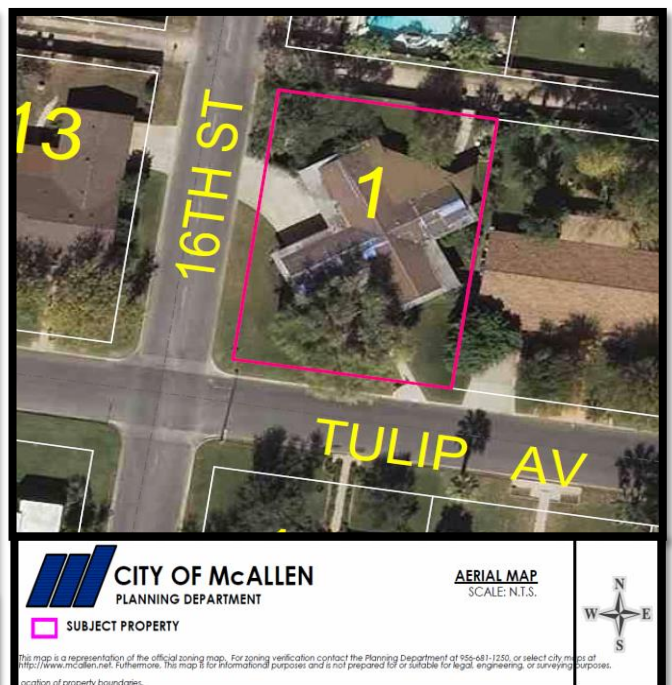 13
16TH ST
1
TULIP AV
CITY OF McALLEN
PLANNING DEPARTMENT
AERIAL MAP
SCALE: N.T.S.
SUBJECT PROPERTY
N
W E
S
This map is a representation of the official zoning map. For zoning verification contact the Planning Department at 956-681-1250, or select city maps at
http://www.mcallen.net. Futhermore. This map is for informational purposes and is not prepared for or suitable for legal, engineering, or surveying purposes.
ocation of property boundaries.